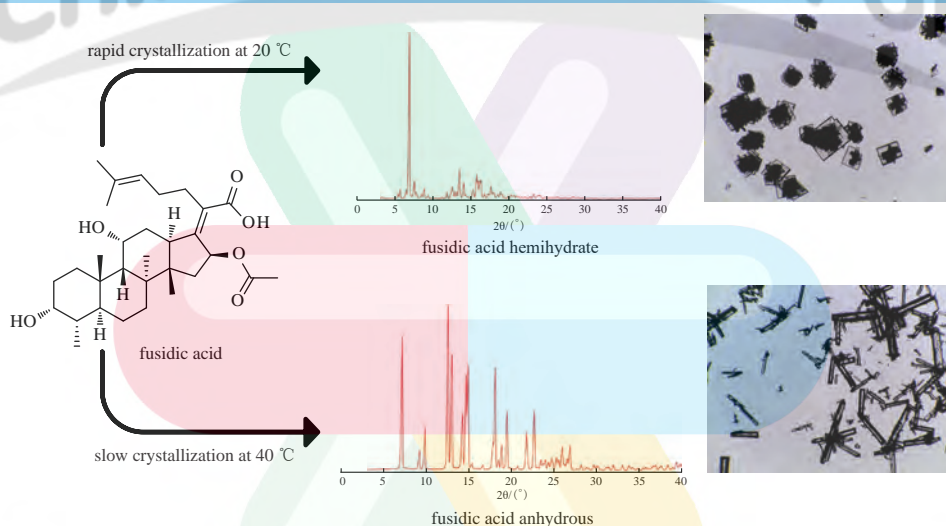 rapid crystallization at 20 ℃
0 5 10 15 20 25 30 35 40
2θ/(°)
fusidic acid hemihydrate
O
H
OH
HO
O
H
O
HO
H
fusidic acid
slow crystallization at 40 ℃
0 5 10 15 20 25 30 35 40
2θ/(°)
fusidic acid anhydrous